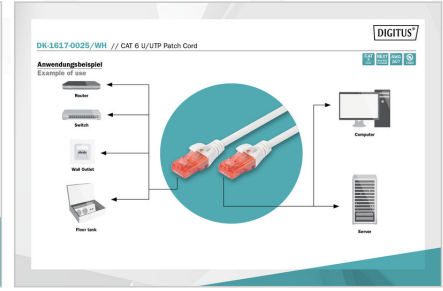 DIGITUS®
DK-1617-0025/WH // CAT 6 U/UTP Patch Cord
Anwendungsbeispiel
Example of use
Router
Switch
Wall Outlet
Floor tank
Computer
Server